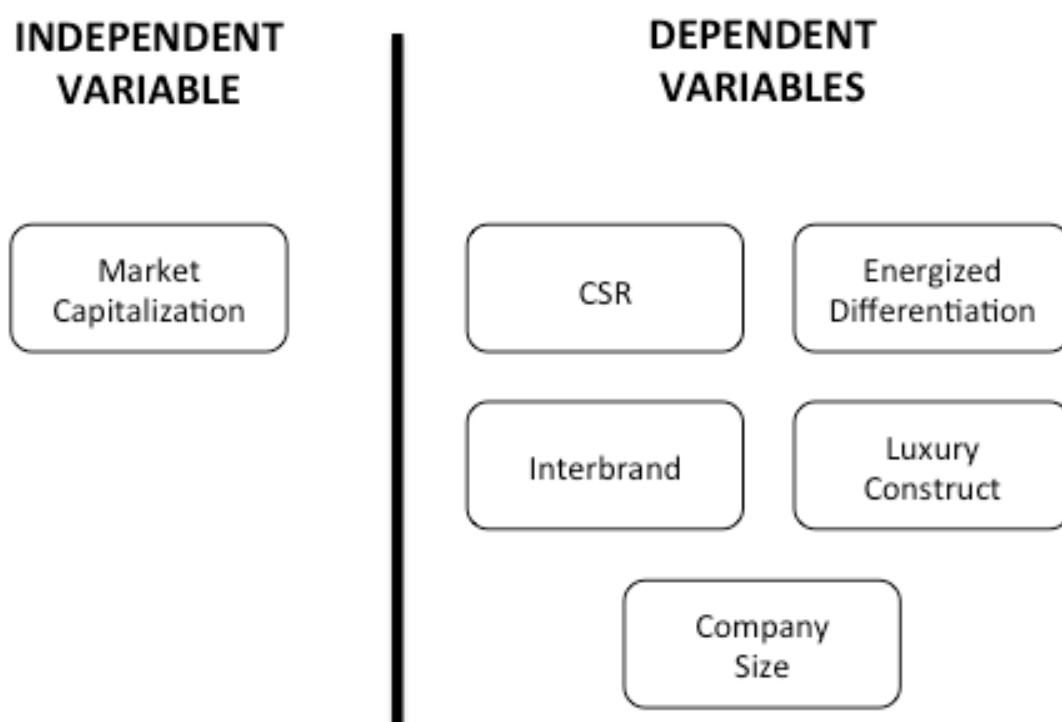 INDEPENDENT
VARIABLE
Market
Capitalization
DEPENDENT
VARIABLES
CSR
Energized
Differentiation
Interbrand
Luxury
Construct
Company
Size